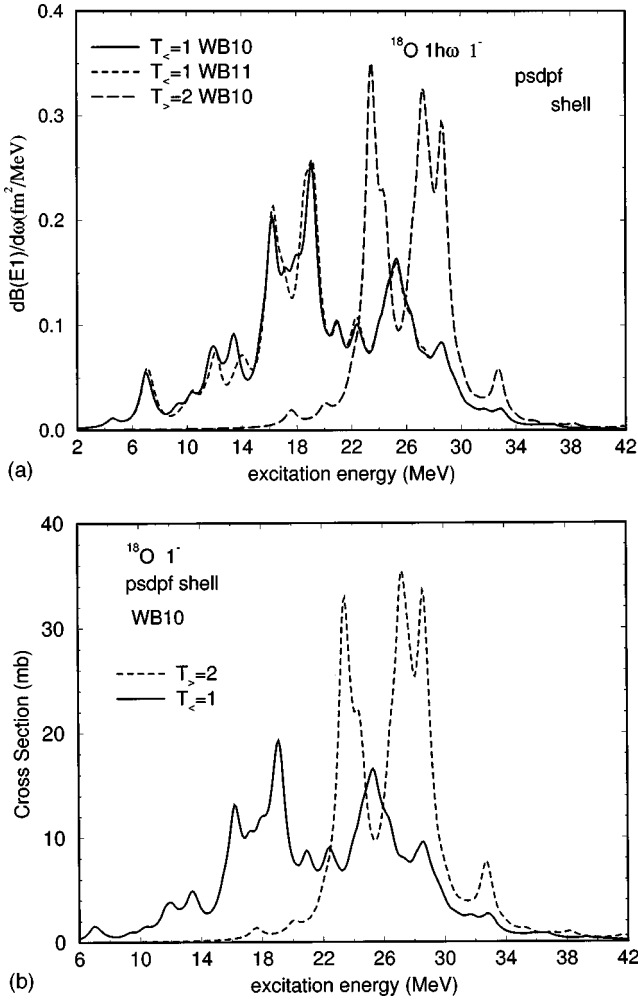 0.4
0.3
0.2
0.1
0.0
dB(E1)/dω(fm²/MeV)
T<=1 WB10
T<=1 WB11
T>=2 WB10
¹⁸O 1hω 1⁻
psdpf
shell
2 6 10 14 18 22 26 30 34 38 42
excitation energy (MeV)
(a)
40
30
20
10
0
Cross Section (mb)
¹⁸O 1⁻
psdpf shell
WB10
T>=2
T<=1
6 10 14 18 22 26 30 34 38 42
excitation energy (MeV)
(b)